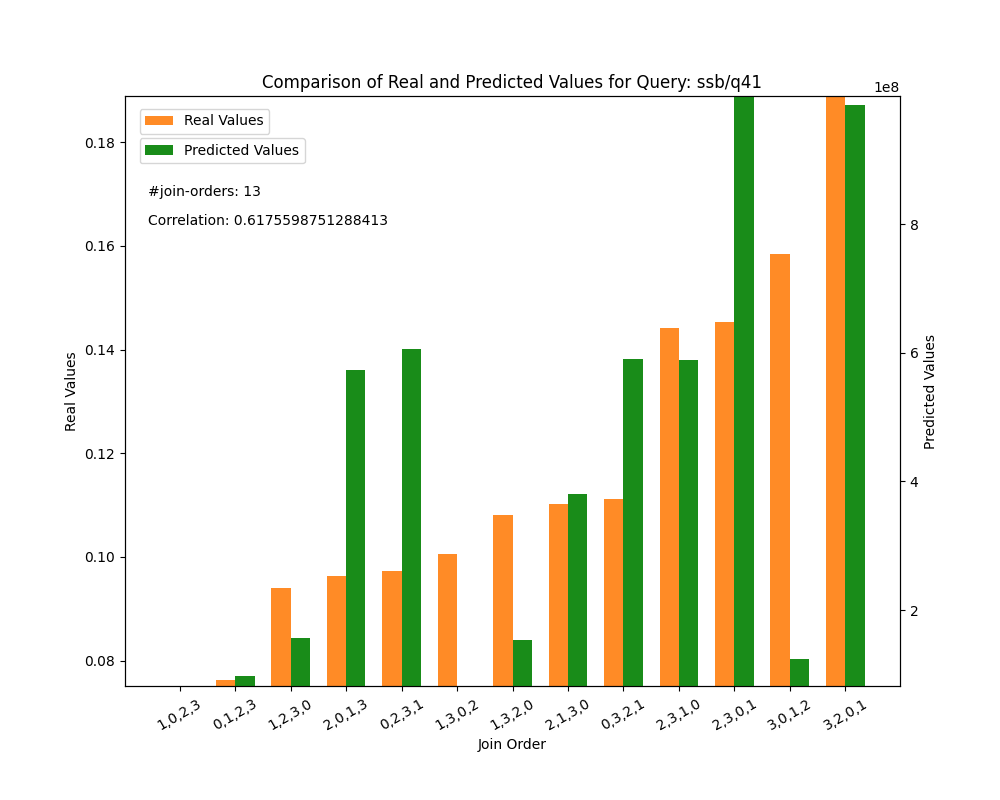 Comparison of Real and Predicted Values for Query: ssb/q41
1e8
Real Values
Predicted Values
#join-orders: 13
Correlation: 0.6175598751288413
0.18
0.16
0.14
0.12
0.10
0.08
Real Values
8
6
4
2
Predicted Values
1,0,2,3
0,1,2,3
1,2,3,0
2,0,1,3
0,2,3,1
1,3,0,2
1,3,2,0
2,1,3,0
0,3,2,1
2,3,1,0
2,3,0,1
3,0,1,2
3,2,0,1
Join Order